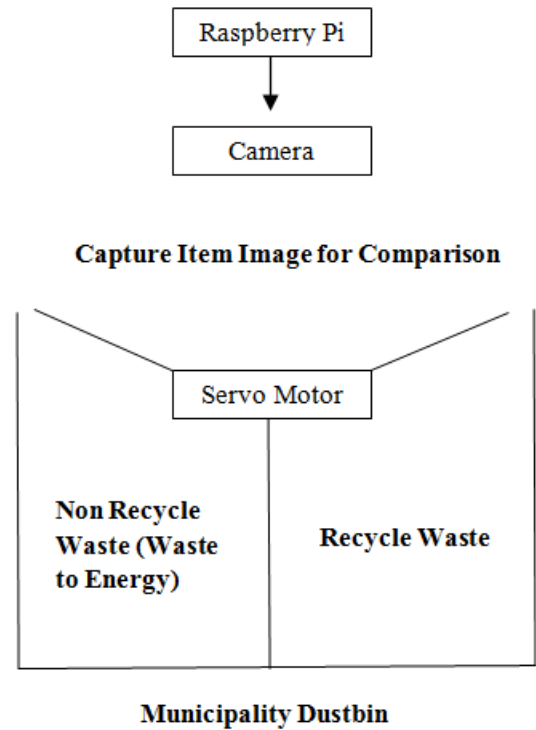 Raspberry Pi
Camera
Capture Item Image for Comparison
Servo Motor
Non Recycle
Waste (Waste
to Energy)
Recycle Waste
Municipality Dustbin